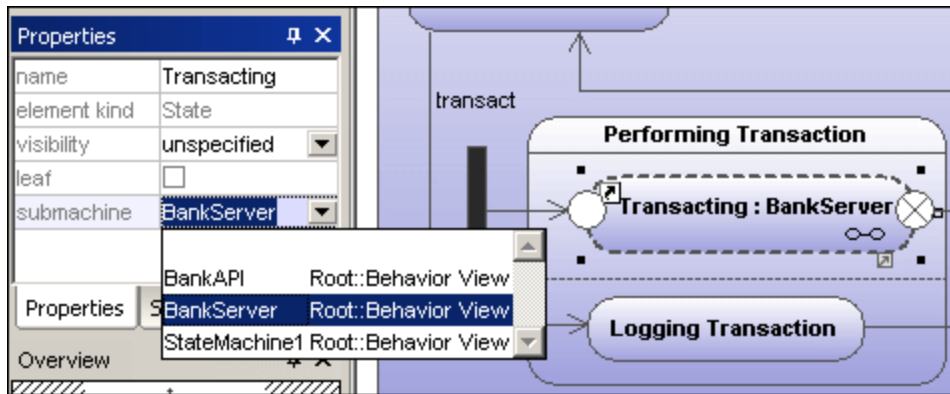 Properties
name Transacting
element kind State
visibility unspecified
leaf
submachine BankServer
BankAPI Root::Behavior View
BankServer Root::Behavior View
StateMachine1 Root::Behavior View
Properties S
Overview
transact
Performing Transaction
Transacting : BankServer
Logging Transaction